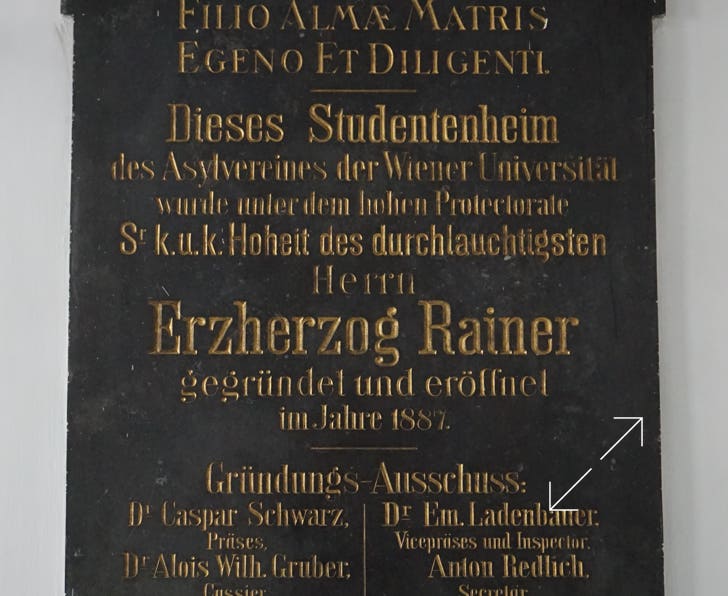 FILIO ALMÆ MATRIS
EGENO ET DILIGENTI.
Dieses Studentenheim
des Asylvereines der Wiener Universität
wurde unter dem hohen Protectorate
Sr k.u.k. Hoheit des durchlauchtigsten
Herrn
Erzherzog Rainer
gegründet und eröffnet
im Jahre 1887.
Gründungs-Ausschuss:
Dr Caspar Schwarz,
Präses,
Dr Alois Wilh. Gruber,
Cassier.
Dr Em. Ladenbauer.
Vicepräses und Inspector.
Anton Redlich,
Secretär.